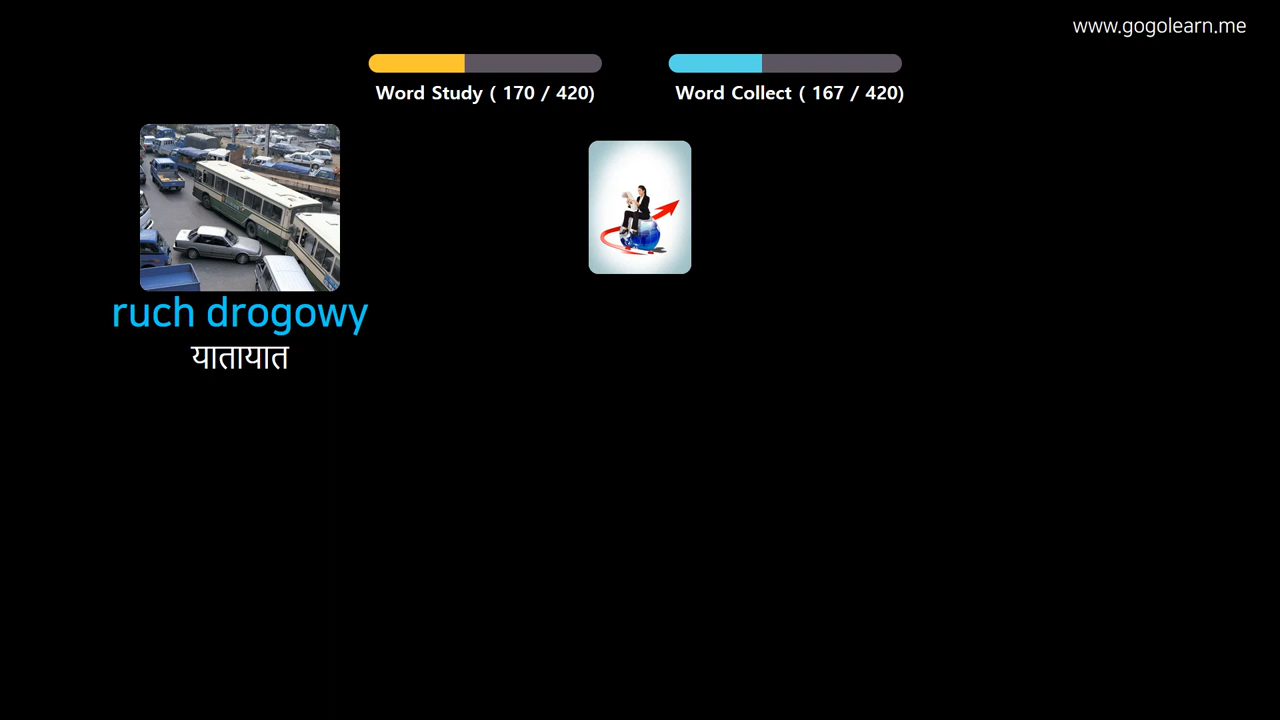 www.gogolearn.me
Word Study ( 170 / 420)
Word Collect ( 167 / 420)
ruch drogowy
यातायात